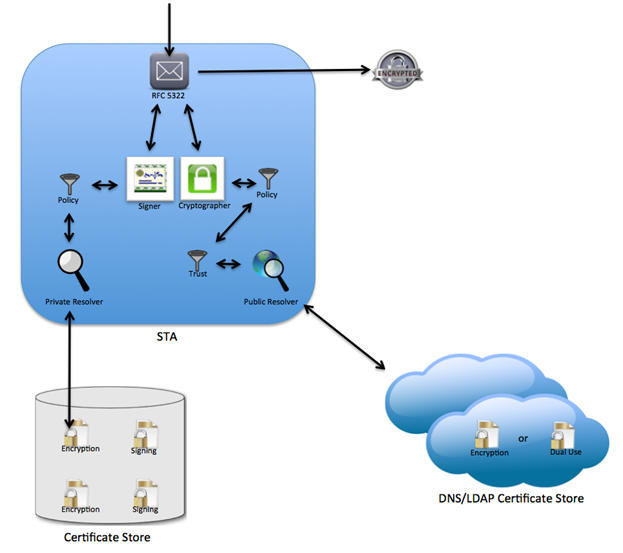 RFC 5322
ENCRYPTED
Policy
Signer
Cryptographer
Policy
Trust
Private Resolver
Public Resolver
STA
Encryption
Signing
Encryption
Signing
Certificate Store
Encryption
or
Dual Use
DNS/LDAP Certificate Store